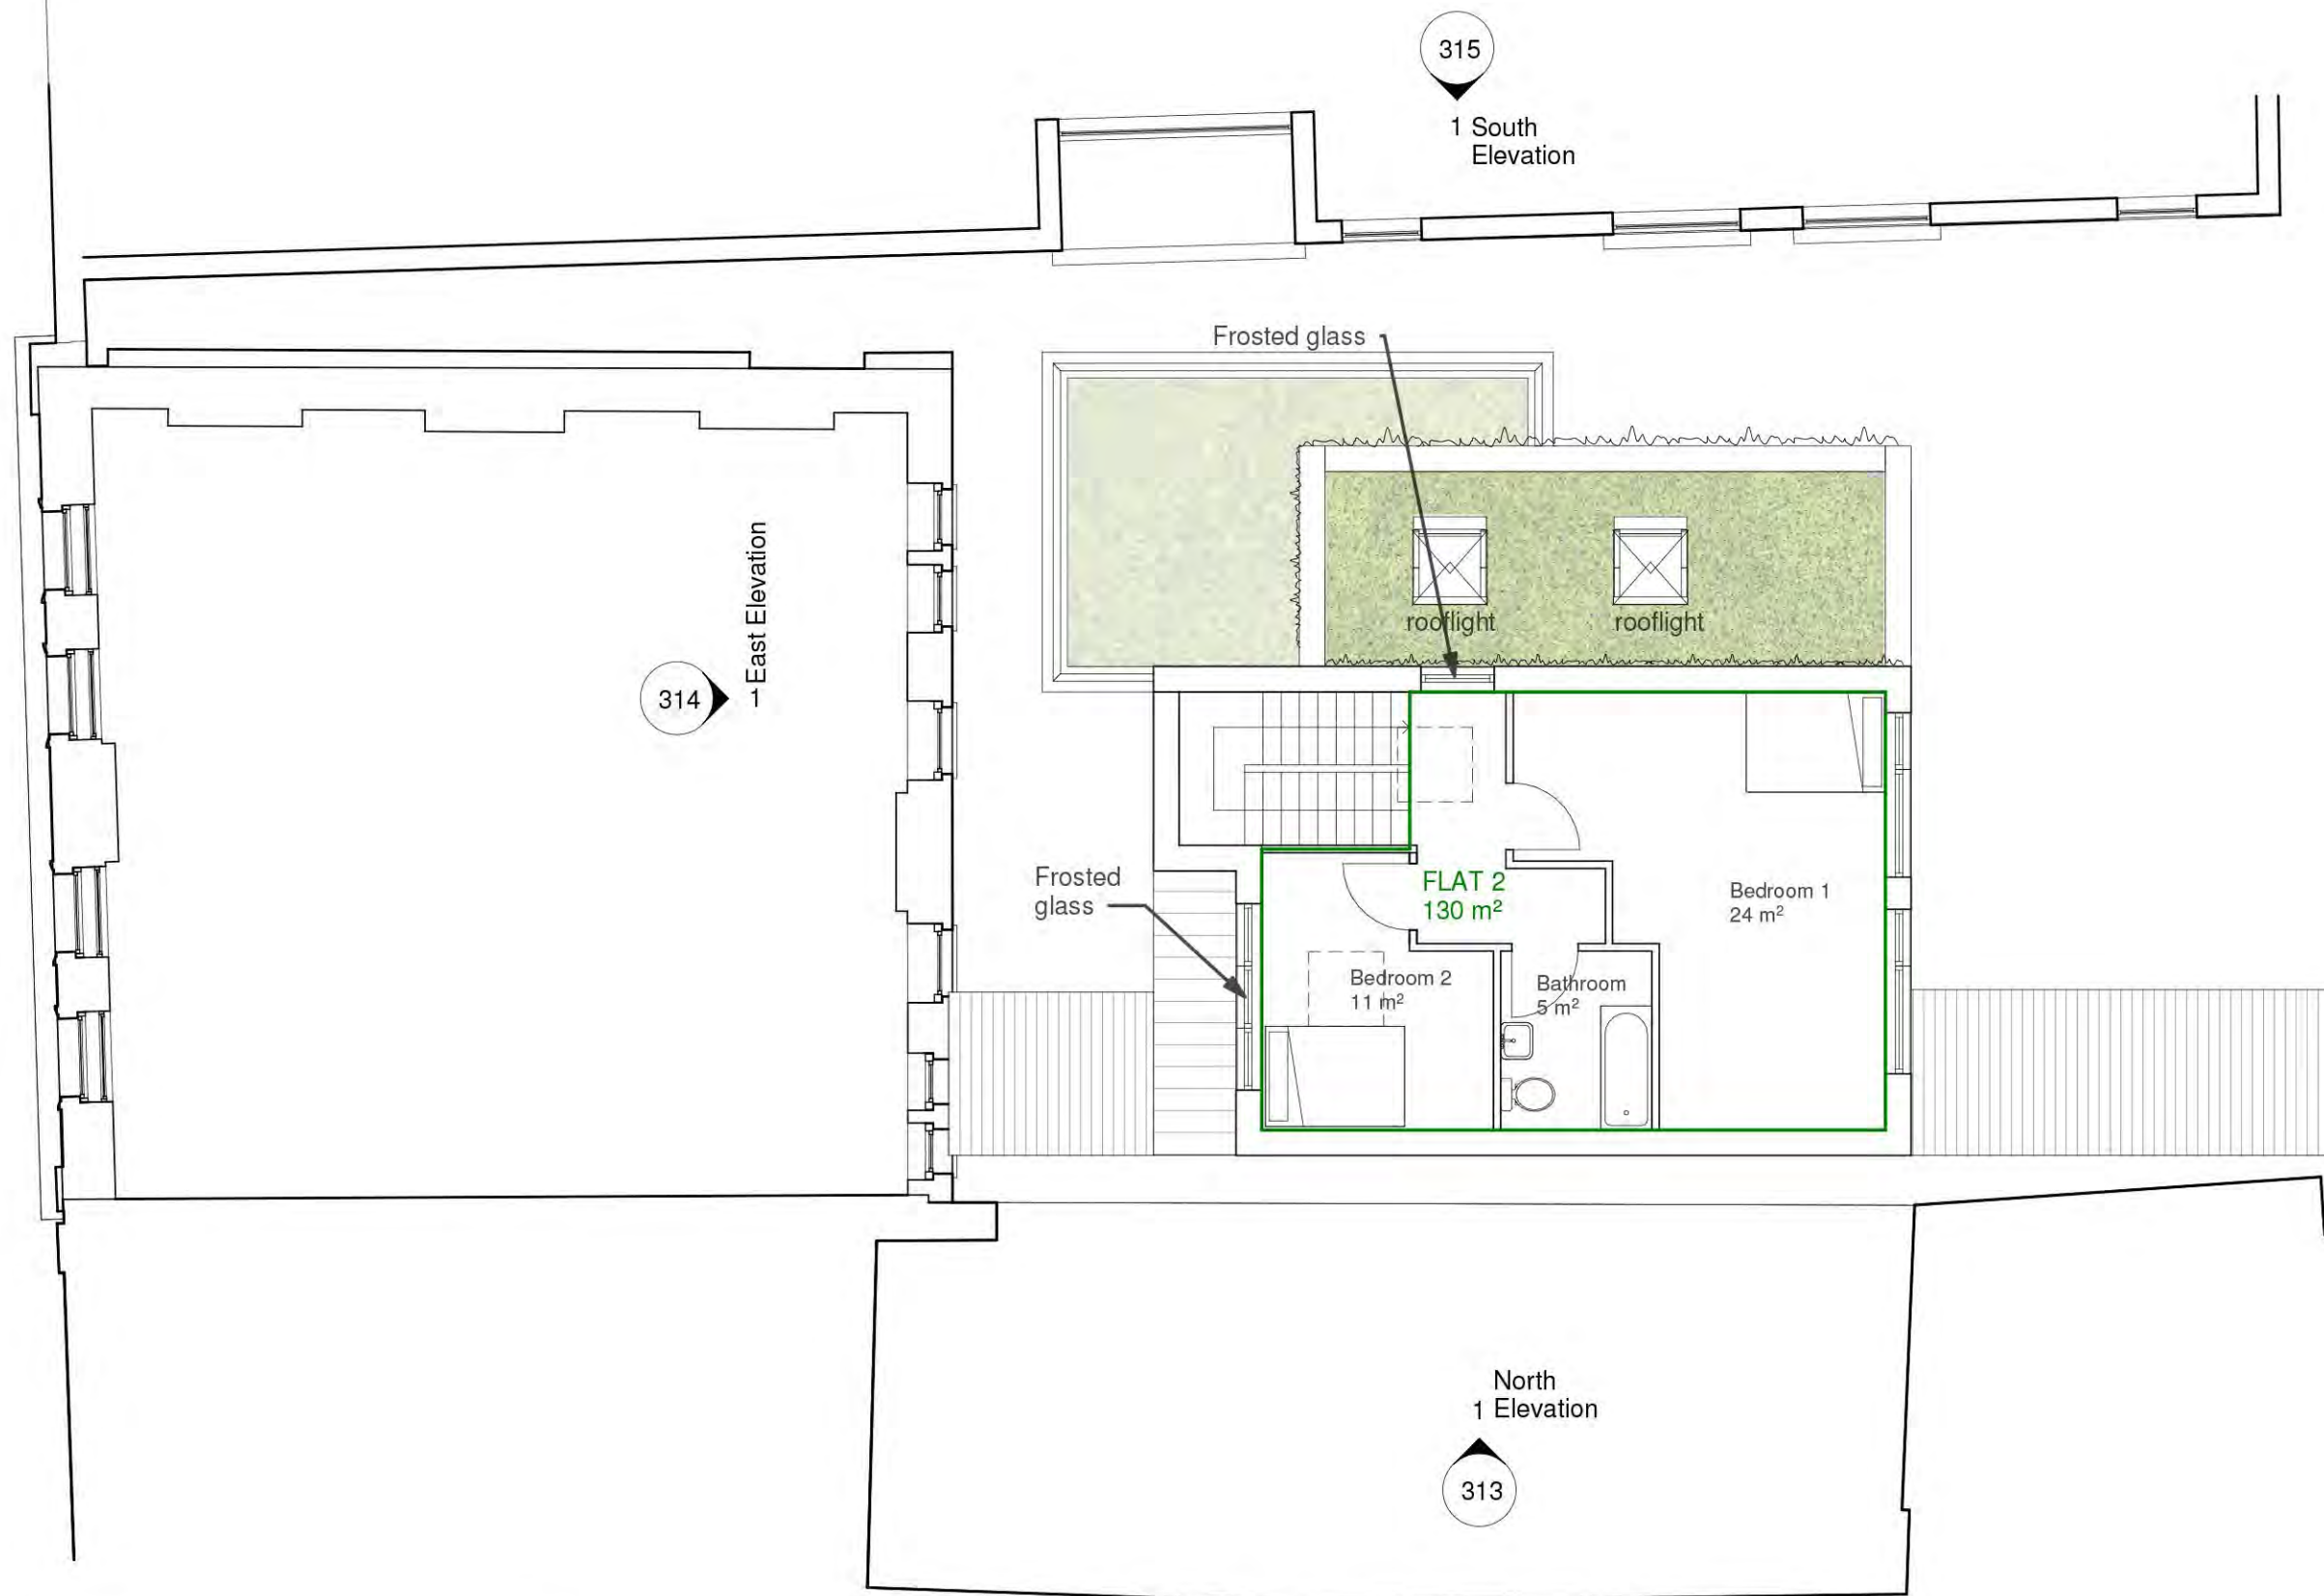 315
1 South
Elevation
Frosted glass
rooflight
rooflight
1 East Elevation
314
Frosted
glass
FLAT 2
130 m²
Bedroom 1
24 m²
Bedroom 2
11 m²
Bathroom
5 m²
North
1 Elevation
313